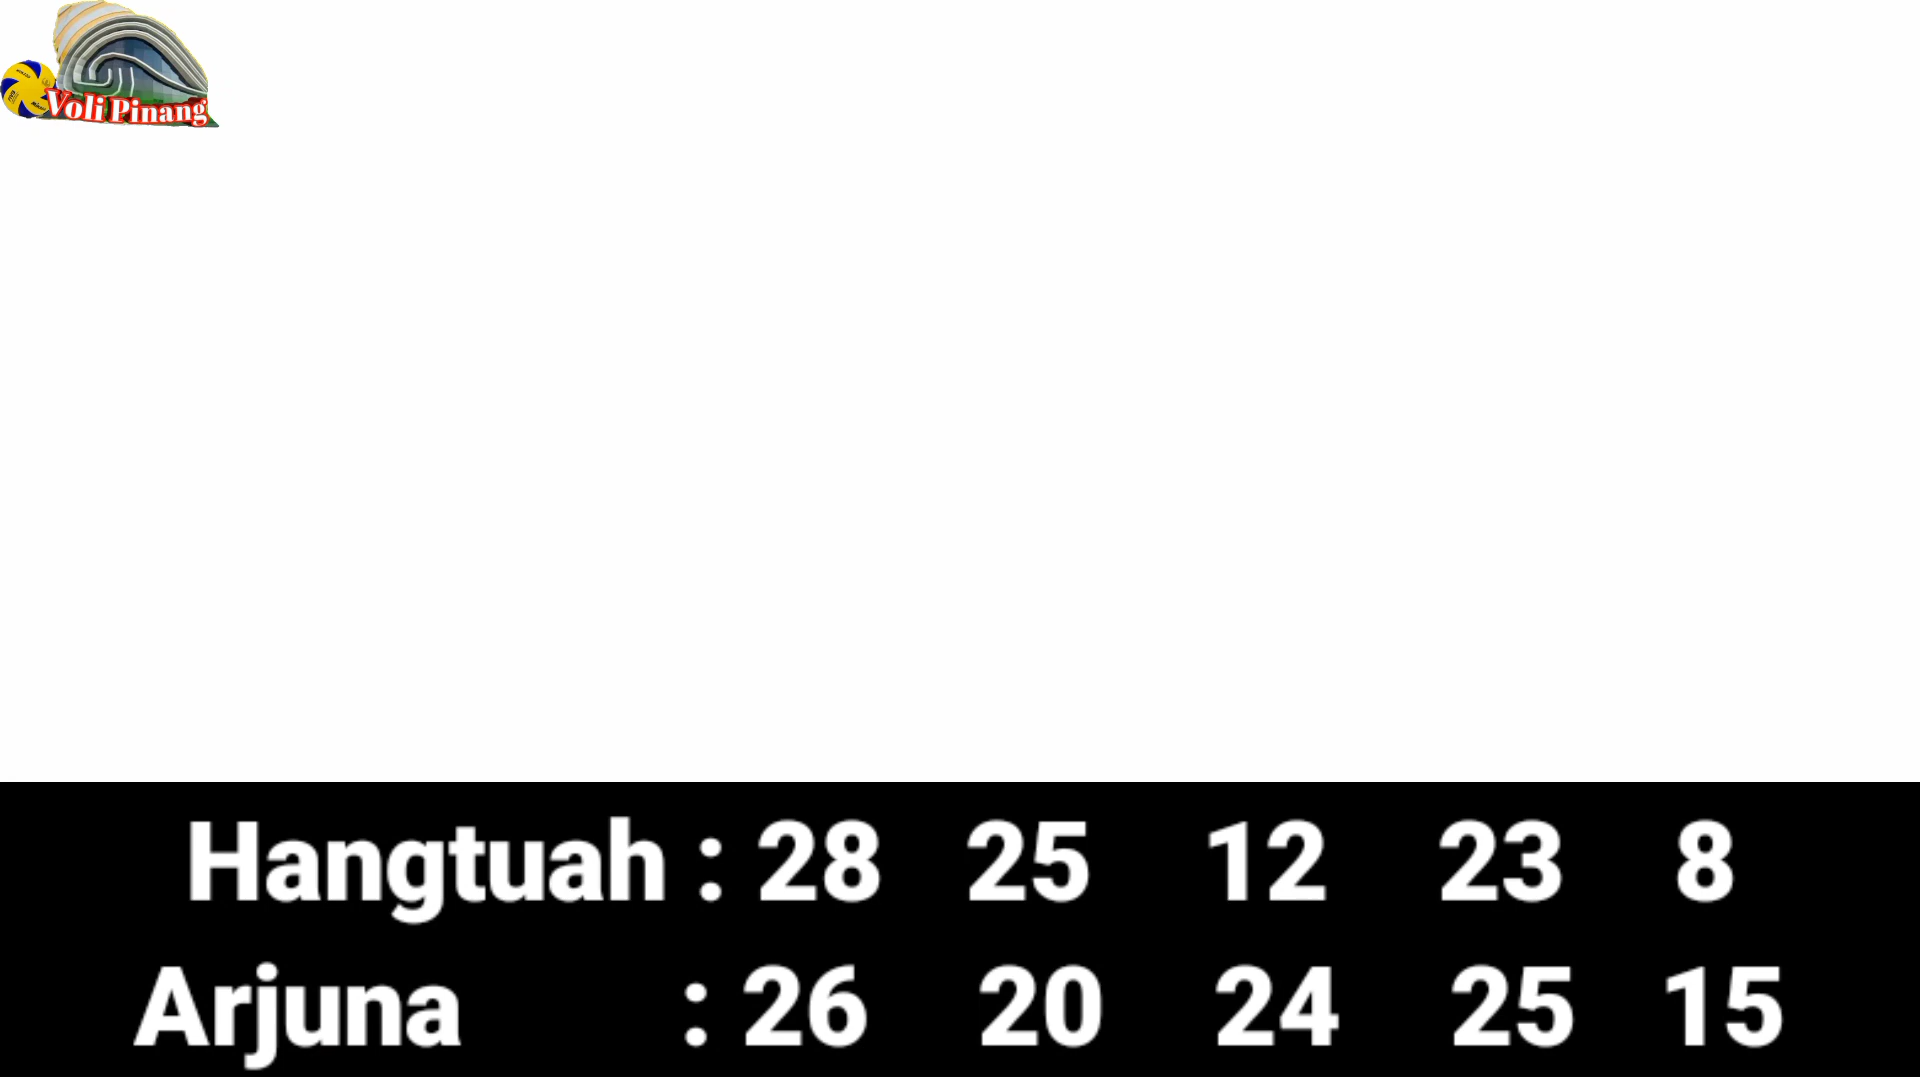 Voli Pinang
Hangtuah : 28 25 12 23 8
Arjuna : 26 20 24 25 15